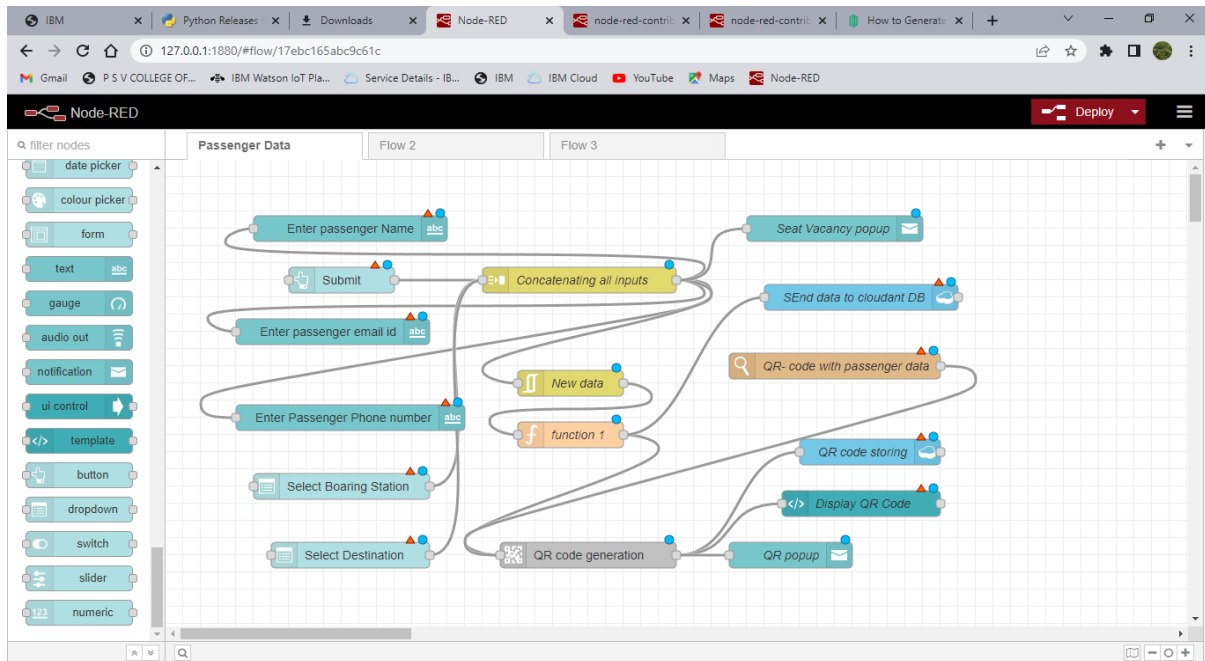 IBM
Python Releases
Downloads
Node-RED
node-red-contrib
node-red-contrib
How to Generate
127.0.0.1:1880/#flow/17ebc165abc9c61c
Gmail
P S V COLLEGE OF...
IBM Watson IoT Pla...
Service Details - IB...
IBM
IBM Cloud
YouTube
Maps
Node-RED
Node-RED
Deploy
filter nodes
Passenger Data
Flow 2
Flow 3
date picker
colour picker
form
text
abc
gauge
audio out
notification
ui control
</> template
button
dropdown
switch
slider
123 numeric
Enter passenger Name abc
Seat Vacancy popup
Submit
Concatenating all inputs
SEnd data to cloudant DB
Enter passenger email id abc
QR- code with passenger data
New data
Enter Passenger Phone number abc
function 1
QR code storing
Select Boaring Station
</> Display QR Code
Select Destination
QR code generation
QR popup